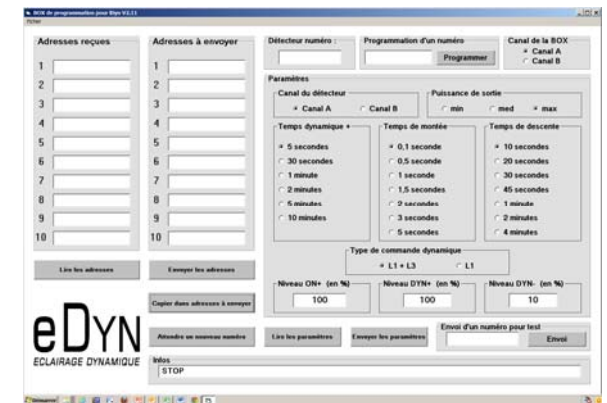 BOX de programmation pour EDyn V2.21
Fichier
Adresses reçues
1
2
3
4
5
6
7
8
9
10
Lire les adresses
Adresses à envoyer
1
2
3
4
5
6
7
8
9
10
Envoyer les adresses
Copier dans adresses à envoyer
Attendre un nouveau numéro
Détecteur numéro :
Programmation d'un numéro
Programmer
Canal de la BOX
Canal A
Canal B
Paramètres
Canal du détecteur
Canal A Canal B
Puissance de sortie
min med max
Temps dynamique +
5 secondes
30 secondes
1 minute
2 minutes
5 minutes
10 minutes
Temps de montée
0,1 seconde
0,5 seconde
1 seconde
1,5 secondes
2 secondes
3 secondes
5 secondes
Temps de descente
10 secondes
20 secondes
30 secondes
45 secondes
1 minute
2 minutes
4 minutes
Type de commande dynamique
L1 + L3 L1
Niveau ON+ (en %)
100
Niveau DYN+ (en %)
100
Niveau DYN- (en %)
10
Lire les paramètres
Envoyer les paramètres
Envoi d'un numéro pour test
Envoi
eDYN
ECLAIRAGE DYNAMIQUE
Infos
STOP
Démarrer